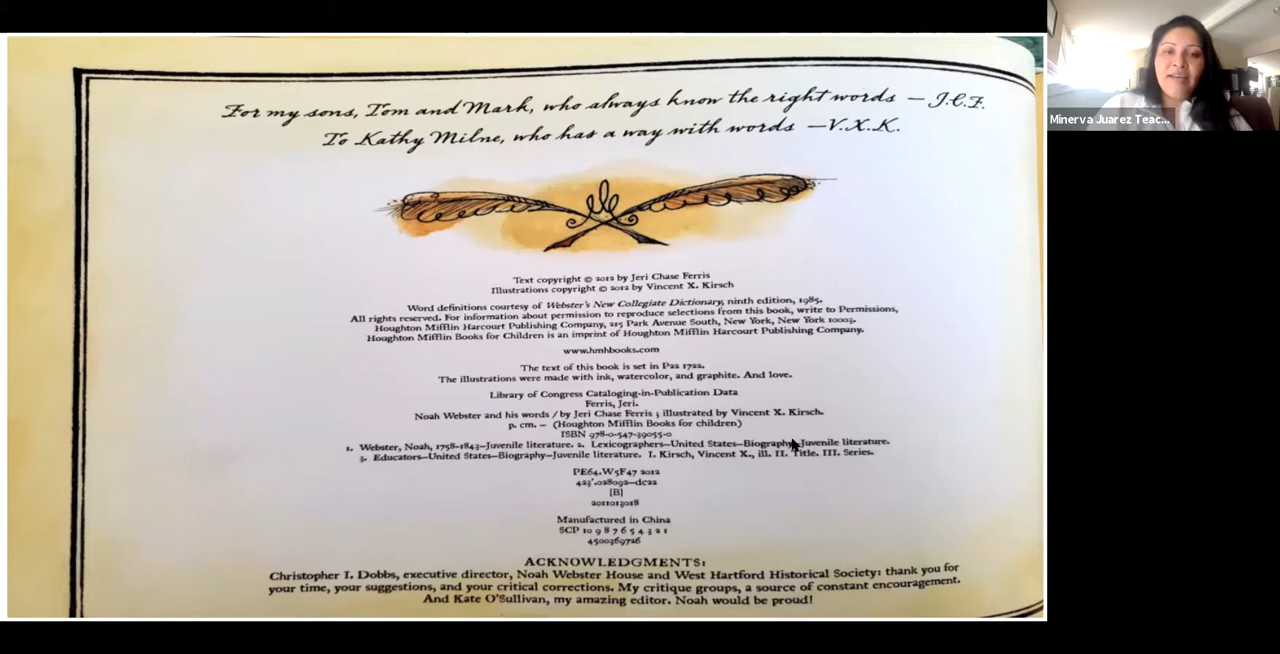 For my sons, Tom and Mark, who always know the right words — J.C.F.
To Kathy Milne, who has a way with words —V.X.K.
Text copyright © 2012 by Jeri Chase Ferris
Illustrations copyright © 2012 by Vincent X. Kirsch
Word definitions courtesy of Webster's New Collegiate Dictionary, ninth edition, 1985.
All rights reserved. For information about permission to reproduce selections from this book, write to Permissions,
Houghton Mifflin Harcourt Publishing Company, 215 Park Avenue South, New York, New York 10003.
Houghton Mifflin Books for Children is an imprint of Houghton Mifflin Harcourt Publishing Company.
www.hmhbooks.com
The text of this book is set in P22 1722.
The illustrations were made with ink, watercolor, and graphite. And love.
Library of Congress Cataloging-in-Publication Data
Ferris, Jeri.
Noah Webster and his words / by Jeri Chase Ferris ; illustrated by Vincent X. Kirsch.
p. cm. — (Houghton Mifflin Books for children)
ISBN 978-0-547-39055-0
1. Webster, Noah, 1758-1843—Juvenile literature. 2. Lexicographers—United States—Biography—Juvenile literature.
3. Educators—United States—Biography—Juvenile literature. I. Kirsch, Vincent X., ill. II. Title. III. Series.
PE64.W5F47 2012
423'.028092—dc22
[B]
2011013018
Manufactured in China
SCP 10 9 8 7 6 5 4 3 2 1
4500369726
ACKNOWLEDGMENTS:
Christopher I. Dobbs, executive director, Noah Webster House and West Hartford Historical Society: thank you for
your time, your suggestions, and your critical corrections. My critique groups, a source of constant encouragement.
And Kate O'Sullivan, my amazing editor. Noah would be proud!
Minerva Juarez Teac...